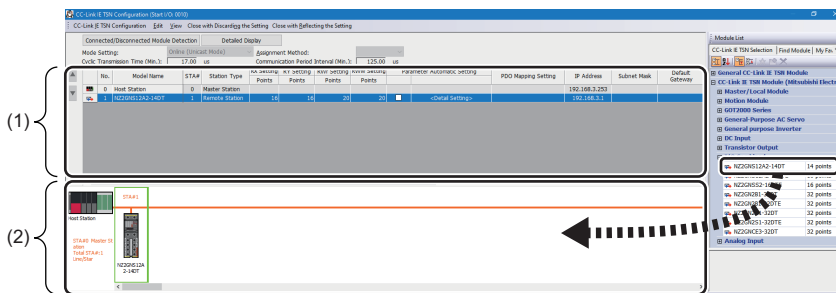 CC-Link IE TSN Configuration (Start I/O: 0010)
CC-Link IE TSN Configuration Edit View Close with Discarding the Setting Close with Reflecting the Setting
Connected/Disconnected Module Detection Detailed Display
Mode Setting: Online (Unicast Mode) Assignment Method:
Cyclic Transmission Time (Min.): 17.00 us Communication Period Interval (Min.): 125.00 us
No. Model Name STA# Station Type RX Setting RY Setting RWr Setting RWw Setting Parameter Automatic Setting PDO Mapping Setting IP Address Subnet Mask Default Gateway
Points Points Points Points
0 Host Station 0 Master Station 192.168.3.253
1 NZ2GNS12A2-14DT 1 Remote Station 16 16 20 20 <Detail Setting> 192.168.3.1
(1)
(2)
STA#1
Host Station
STA#0 Master St
ation
Total STA#:1
Line/Star
NZ2GNS12A
2-14DT
Module List
CC-Link IE TSN Selection Find Module My Fav
General CC-Link IE TSN Module
CC-Link IE TSN Module (Mitsubishi Elect
Master/Local Module
Motion Module
GOT2000 Series
General-Purpose AC Servo
General purpose Inverter
DC Input
Transistor Output
NZ2GNS12A2-14DT 14 points
NZ2GNSS2-16 16 points
NZ2GN2B1-32DT 32 points
32 points
32 points
NZ2GN2S1-32DTE 32 points
NZ2GNCE3-32DT 32 points
Analog Input